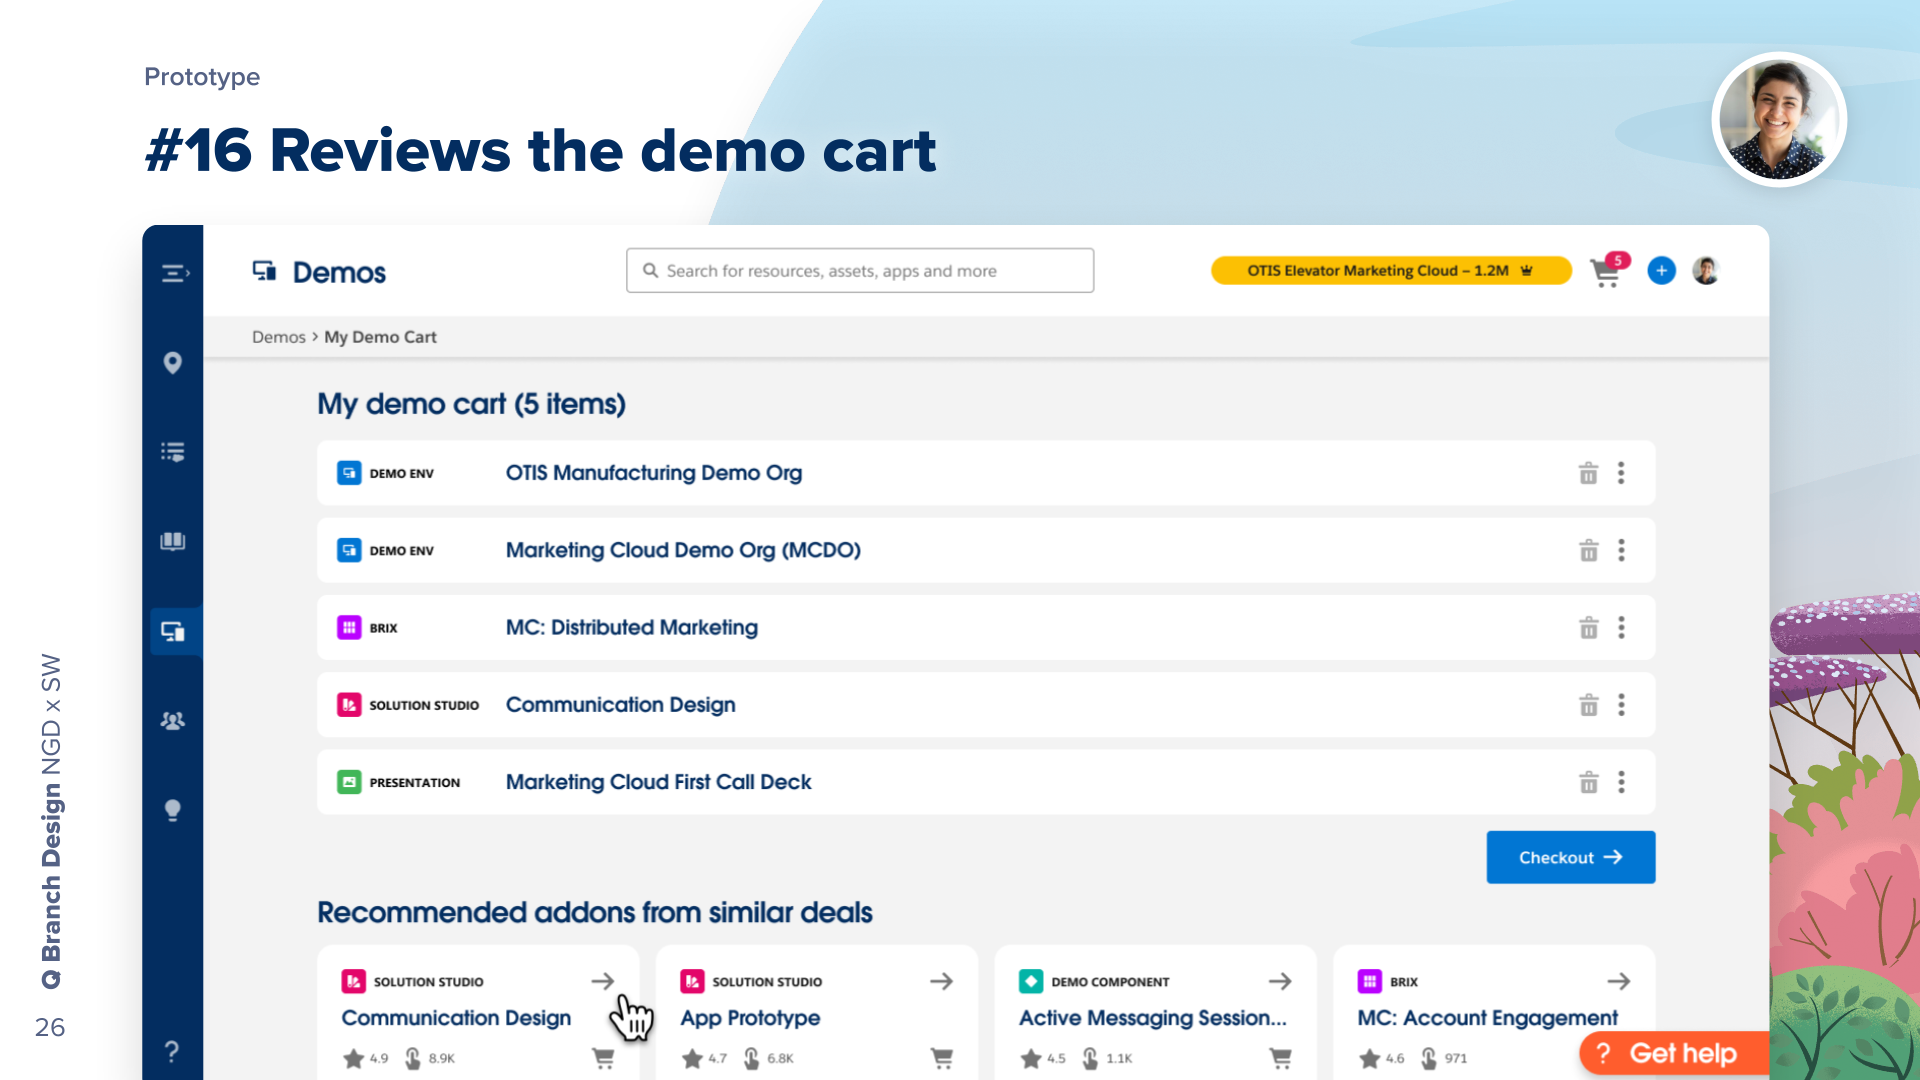 Prototype
#16 Reviews the demo cart
Demos
Search for resources, assets, apps and more
OTIS Elevator Marketing Cloud – 1.2M
5
Demos > My Demo Cart
My demo cart (5 items)
DEMO ENV OTIS Manufacturing Demo Org
DEMO ENV Marketing Cloud Demo Org (MCDO)
BRIX MC: Distributed Marketing
SOLUTION STUDIO Communication Design
PRESENTATION Marketing Cloud First Call Deck
Checkout →
Recommended addons from similar deals
SOLUTION STUDIO
Communication Design
4.9 8.9K
SOLUTION STUDIO
App Prototype
4.7 6.8K
DEMO COMPONENT
Active Messaging Session...
4.5 1.1K
BRIX
MC: Account Engagement
4.6 971
? Get help
?
Q Branch Design NGD x SW
26